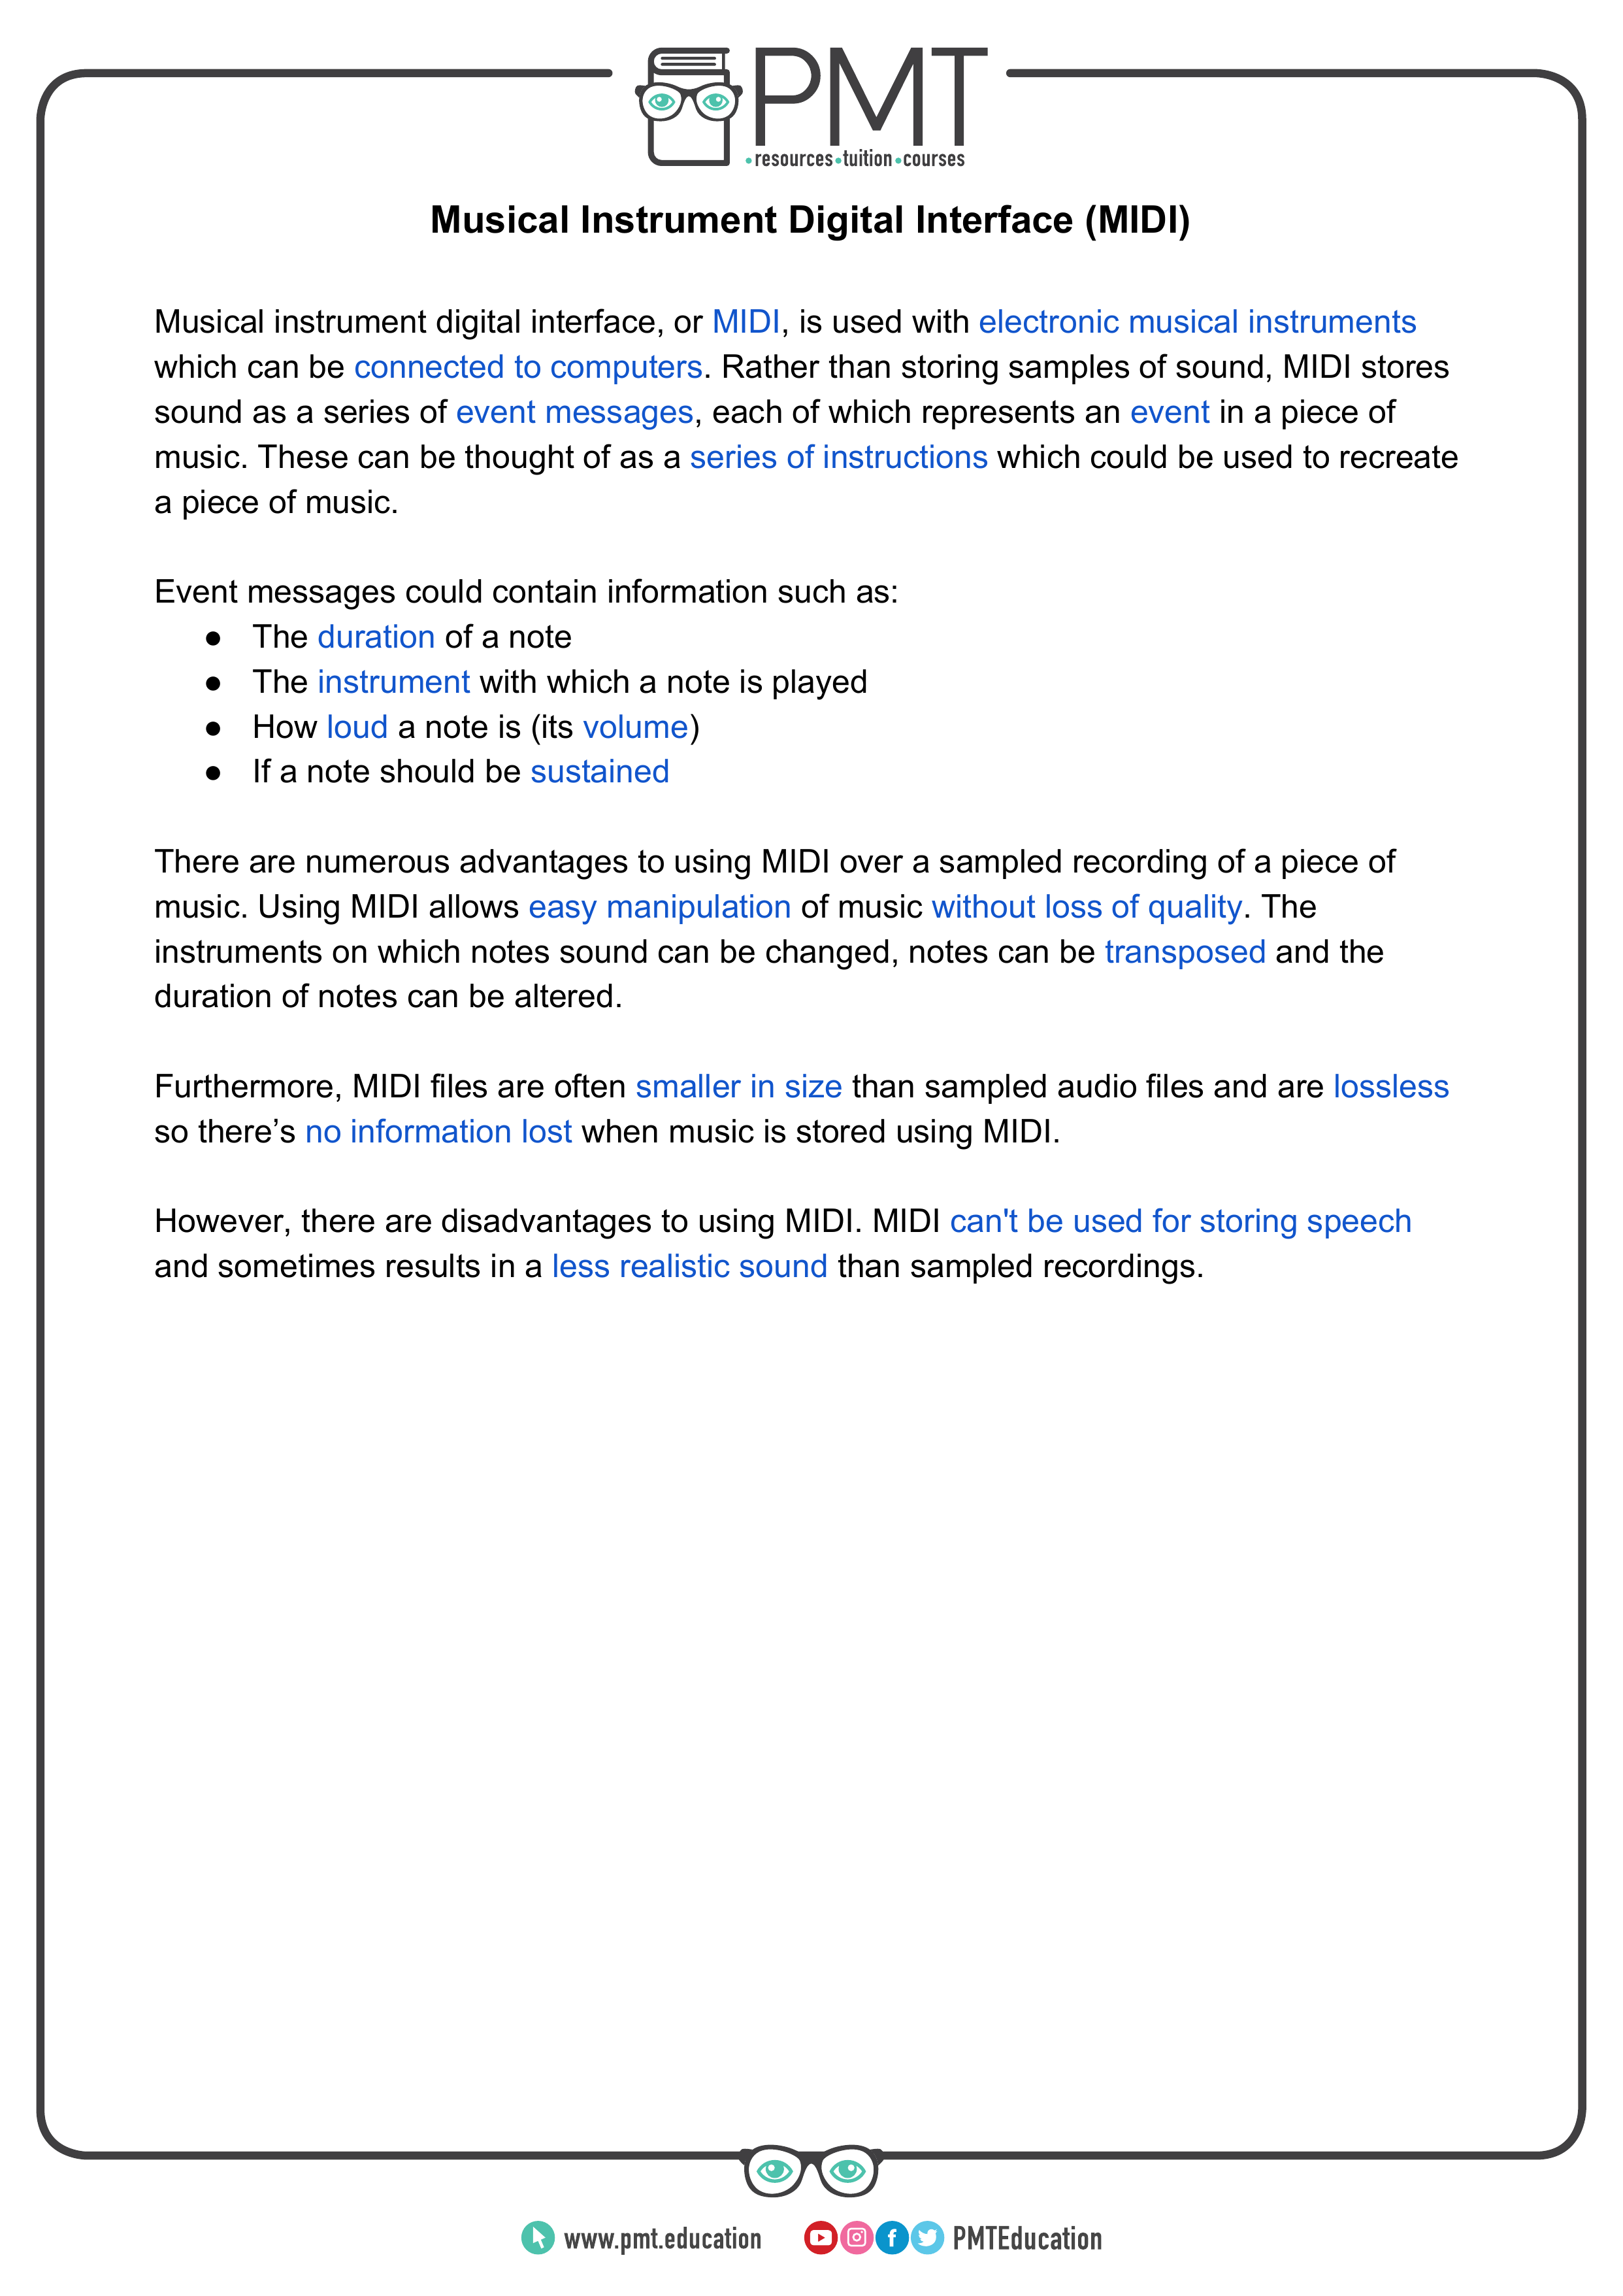 PMT
•resources•tuition•courses
Musical Instrument Digital Interface (MIDI)
Musical instrument digital interface, or MIDI, is used with electronic musical instruments
which can be connected to computers. Rather than storing samples of sound, MIDI stores
sound as a series of event messages, each of which represents an event in a piece of
music. These can be thought of as a series of instructions which could be used to recreate
a piece of music.
Event messages could contain information such as:
● The duration of a note
● The instrument with which a note is played
● How loud a note is (its volume)
● If a note should be sustained
There are numerous advantages to using MIDI over a sampled recording of a piece of
music. Using MIDI allows easy manipulation of music without loss of quality. The
instruments on which notes sound can be changed, notes can be transposed and the
duration of notes can be altered.
Furthermore, MIDI files are often smaller in size than sampled audio files and are lossless
so there’s no information lost when music is stored using MIDI.
However, there are disadvantages to using MIDI. MIDI can't be used for storing speech
and sometimes results in a less realistic sound than sampled recordings.
www.pmt.education PMTEducation